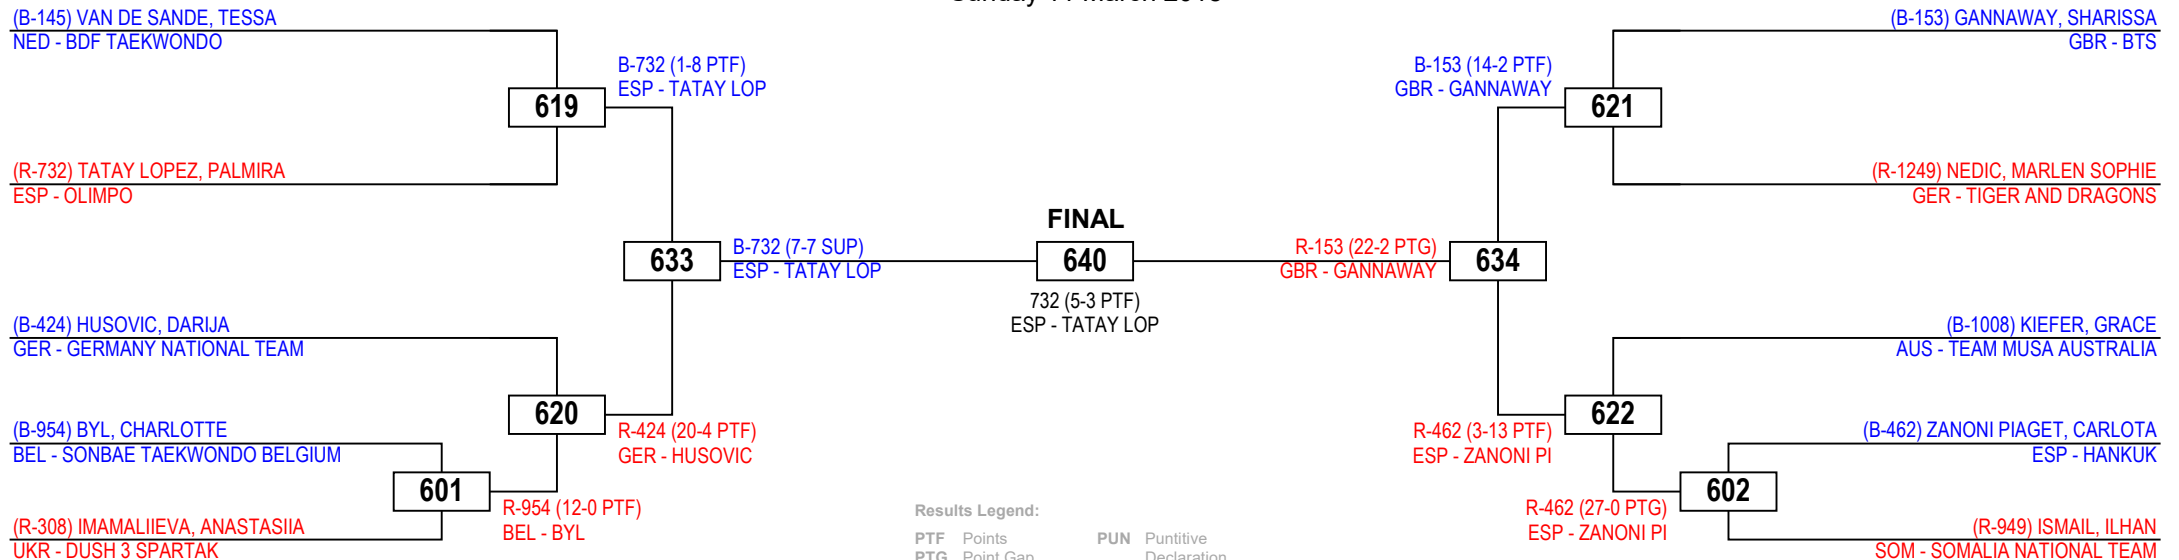 Sunday 11 March 2018
(B-145) VAN DE SANDE, TESSA
NED - BDF TAEKWONDO
(R-732) TATAY LOPEZ, PALMIRA
ESP - OLIMPO
619
B-732 (1-8 PTF)
ESP - TATAY LOP
633
B-732 (7-7 SUP)
ESP - TATAY LOP
(B-424) HUSOVIC, DARIJA
GER - GERMANY NATIONAL TEAM
620
R-424 (20-4 PTF)
GER - HUSOVIC
(B-954) BYL, CHARLOTTE
BEL - SONBAE TAEKWONDO BELGIUM
601
R-954 (12-0 PTF)
BEL - BYL
(R-308) IMAMALIIEVA, ANASTASIIA
UKR - DUSH 3 SPARTAK
FINAL
640
732 (5-3 PTF)
ESP - TATAY LOP
(B-153) GANNAWAY, SHARISSA
GBR - BTS
B-153 (14-2 PTF)
GBR - GANNAWAY
621
(R-1249) NEDIC, MARLEN SOPHIE
GER - TIGER AND DRAGONS
R-153 (22-2 PTG)
GBR - GANNAWAY
634
(B-1008) KIEFER, GRACE
AUS - TEAM MUSA AUSTRALIA
622
R-462 (3-13 PTF)
ESP - ZANONI PI
(B-462) ZANONI PIAGET, CARLOTA
ESP - HANKUK
602
R-462 (27-0 PTG)
ESP - ZANONI PI
(R-949) ISMAIL, ILHAN
SOM - SOMALIA NATIONAL TEAM
Results Legend:
PTF Points PUN Puntitive
PTG Point Gap Declaration